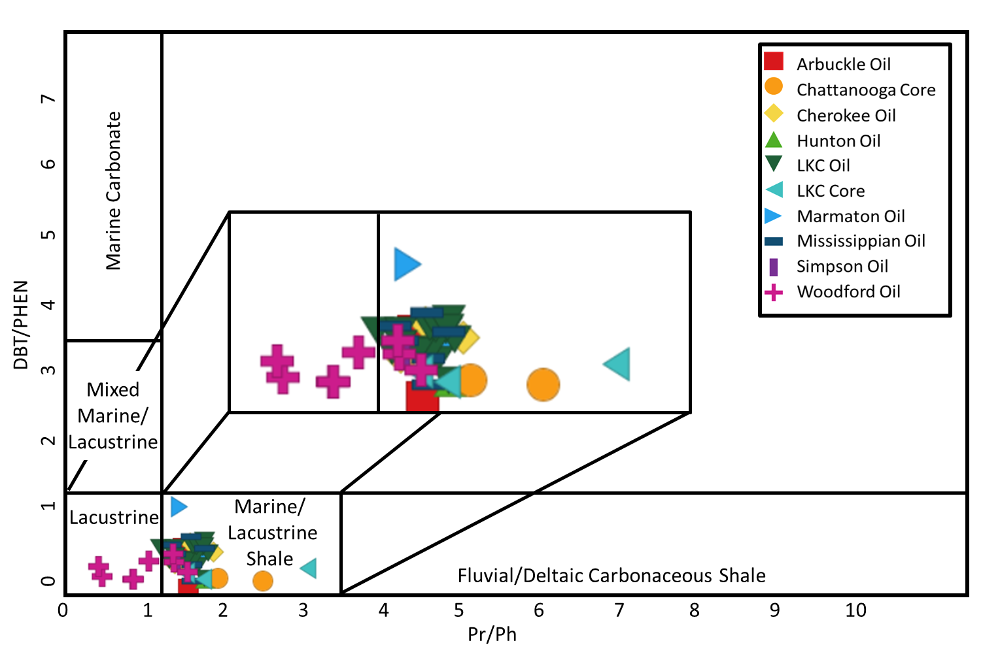 Arbuckle Oil
Chattanooga Core
Cherokee Oil
Hunton Oil
LKC Oil
LKC Core
Marmaton Oil
Mississippian Oil
Simpson Oil
Woodford Oil
Marine Carbonate
Mixed
Marine/
Lacustrine
Lacustrine
Marine/
Lacustrine
Shale
Fluvial/Deltaic Carbonaceous Shale
DBT/PHEN
7
6
5
4
3
2
1
0
0 1 2 3 4 5 6 7 8 9 10
Pr/Ph